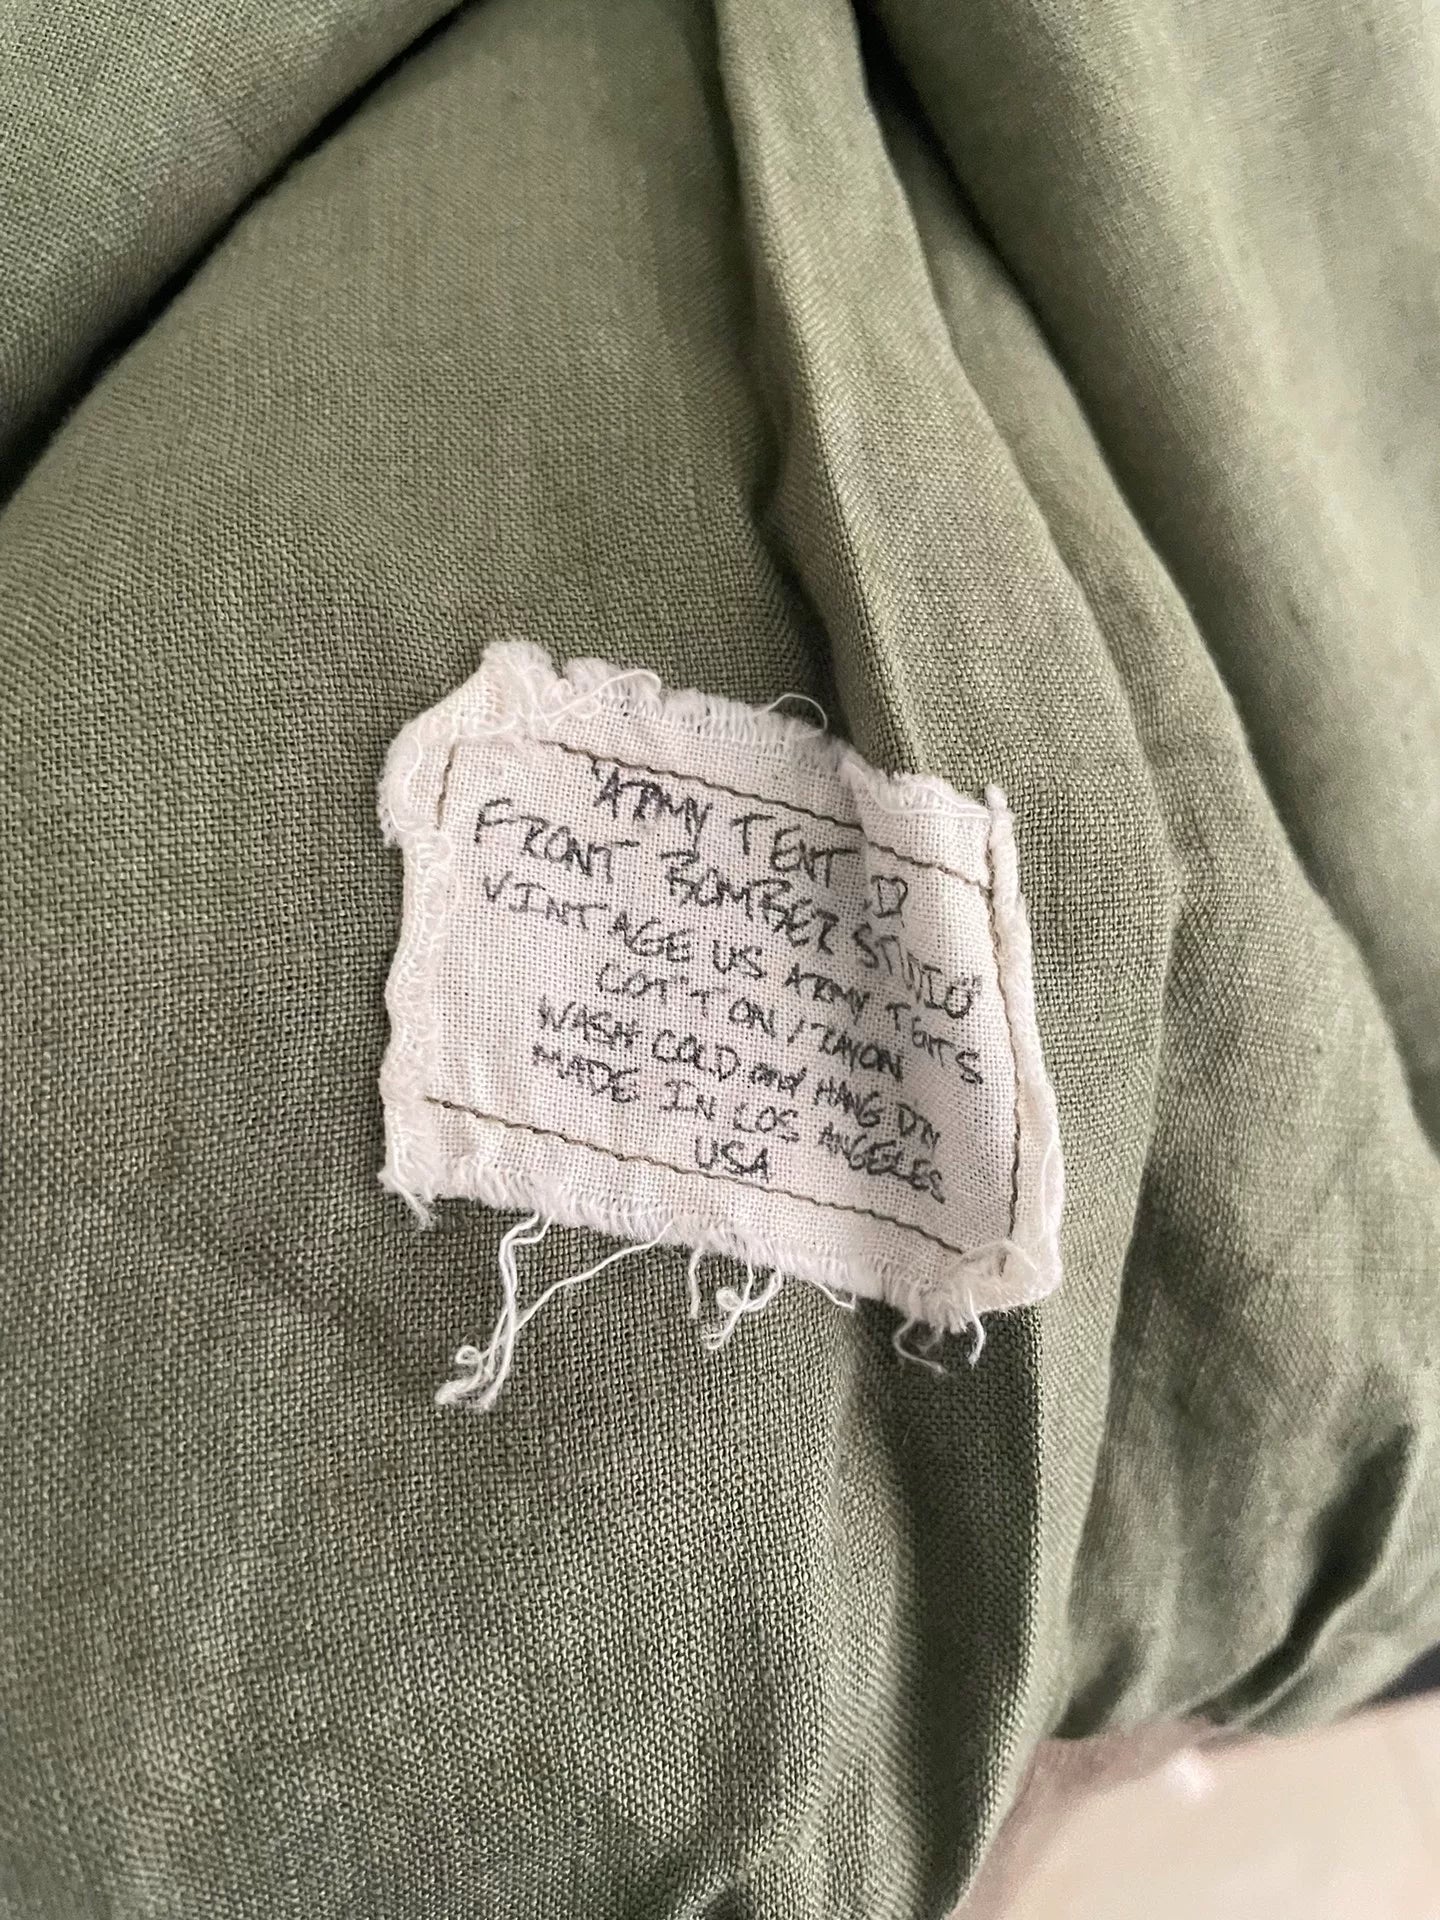 "ARMY TENT
FRONT BOMBER STUDIO"
VINTAGE US ARMY TENTS
COTTON / RAYON
WASH COLD and HANG DRY
MADE IN LOS ANGELES
USA